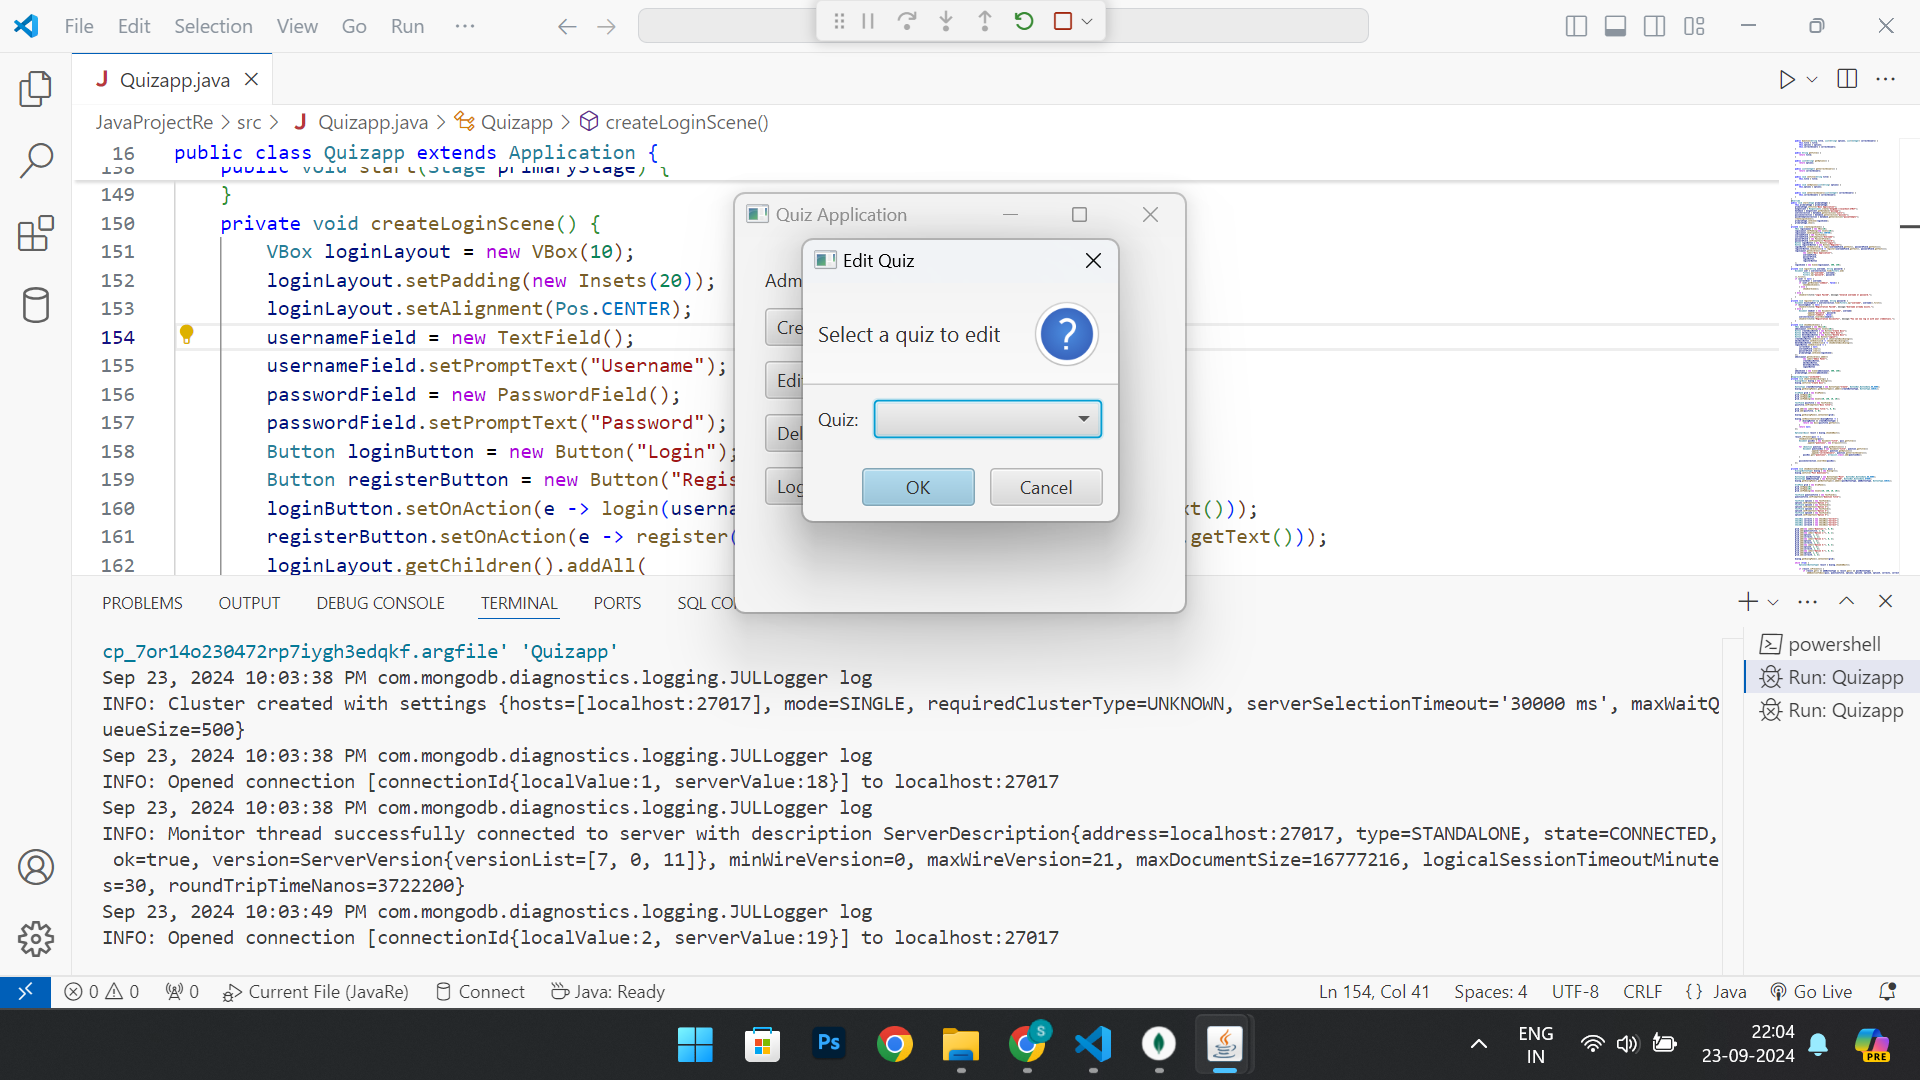 File Edit Selection View Go Run ···
Quizapp.java
JavaProjectRe > src > J Quizapp.java > Quizapp > createLoginScene()
16 public class Quizapp extends Application {
138 public void start(Stage primaryStage) {
149 }
150 private void createLoginScene() {
151 VBox loginLayout = new VBox(10);
152 loginLayout.setPadding(new Insets(20));
153 loginLayout.setAlignment(Pos.CENTER);
154 usernameField = new TextField();
155 usernameField.setPromptText("Username");
156 passwordField = new PasswordField();
157 passwordField.setPromptText("Password");
158 Button loginButton = new Button("Login");
159 Button registerButton = new Button("Regis
160 loginButton.setOnAction(e -> login(userna xt()));
161 registerButton.setOnAction(e -> register( .getText()));
162 loginLayout.getChildren().addAll(
Quiz Application
Adm
Cre
Edi
Del
Log
Edit Quiz
Select a quiz to edit
?
Quiz:
OK Cancel
PROBLEMS OUTPUT DEBUG CONSOLE TERMINAL PORTS SQL CO
cp_7or14o230472rp7iygh3edqkf.argfile' 'Quizapp'
Sep 23, 2024 10:03:38 PM com.mongodb.diagnostics.logging.JULLogger log
INFO: Cluster created with settings {hosts=[localhost:27017], mode=SINGLE, requiredClusterType=UNKNOWN, serverSelectionTimeout='30000 ms', maxWaitQ
ueueSize=500}
Sep 23, 2024 10:03:38 PM com.mongodb.diagnostics.logging.JULLogger log
INFO: Opened connection [connectionId{localValue:1, serverValue:18}] to localhost:27017
Sep 23, 2024 10:03:38 PM com.mongodb.diagnostics.logging.JULLogger log
INFO: Monitor thread successfully connected to server with description ServerDescription{address=localhost:27017, type=STANDALONE, state=CONNECTED,
ok=true, version=ServerVersion{versionList=[7, 0, 11]}, minWireVersion=0, maxWireVersion=21, maxDocumentSize=16777216, logicalSessionTimeoutMinute
s=30, roundTripTimeNanos=3722200}
Sep 23, 2024 10:03:49 PM com.mongodb.diagnostics.logging.JULLogger log
INFO: Opened connection [connectionId{localValue:2, serverValue:19}] to localhost:27017
powershell
Run: Quizapp
Run: Quizapp
0 0 0 Current File (JavaRe) Connect Java: Ready Ln 154, Col 41 Spaces: 4 UTF-8 CRLF {} Java Go Live
Ps
S
ENG
IN
22:04
23-09-2024
PRE